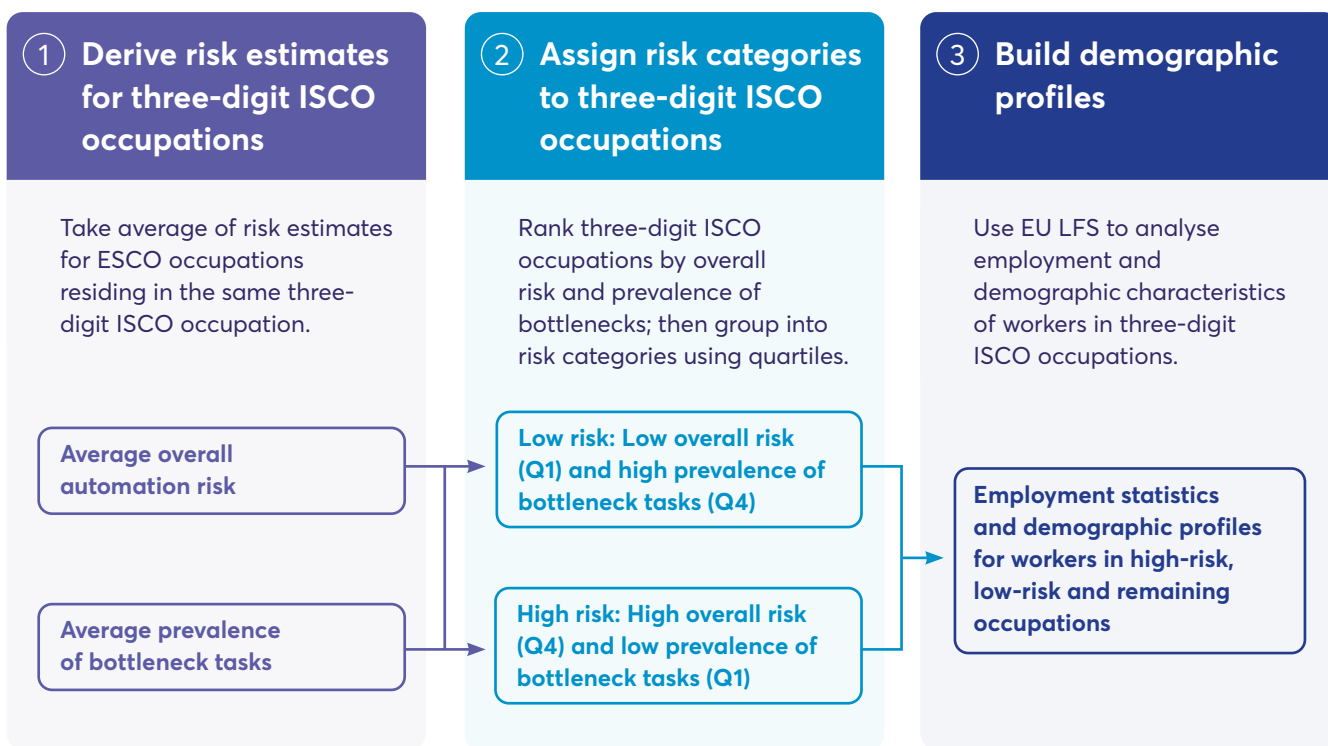 1 Derive risk estimates
for three-digit ISCO
occupations
Take average of risk estimates
for ESCO occupations
residing in the same three-
digit ISCO occupation.
Average overall
automation risk
Average prevalence
of bottleneck tasks
2 Assign risk categories
to three-digit ISCO
occupations
Rank three-digit ISCO
occupations by overall
risk and prevalence of
bottlenecks; then group into
risk categories using quartiles.
Low risk: Low overall risk
(Q1) and high prevalence of
bottleneck tasks (Q4)
High risk: High overall risk
(Q4) and low prevalence of
bottleneck tasks (Q1)
3 Build demographic
profiles
Use EU LFS to analyse
employment and
demographic characteristics
of workers in three-digit
ISCO occupations.
Employment statistics
and demographic profiles
for workers in high-risk,
low-risk and remaining
occupations